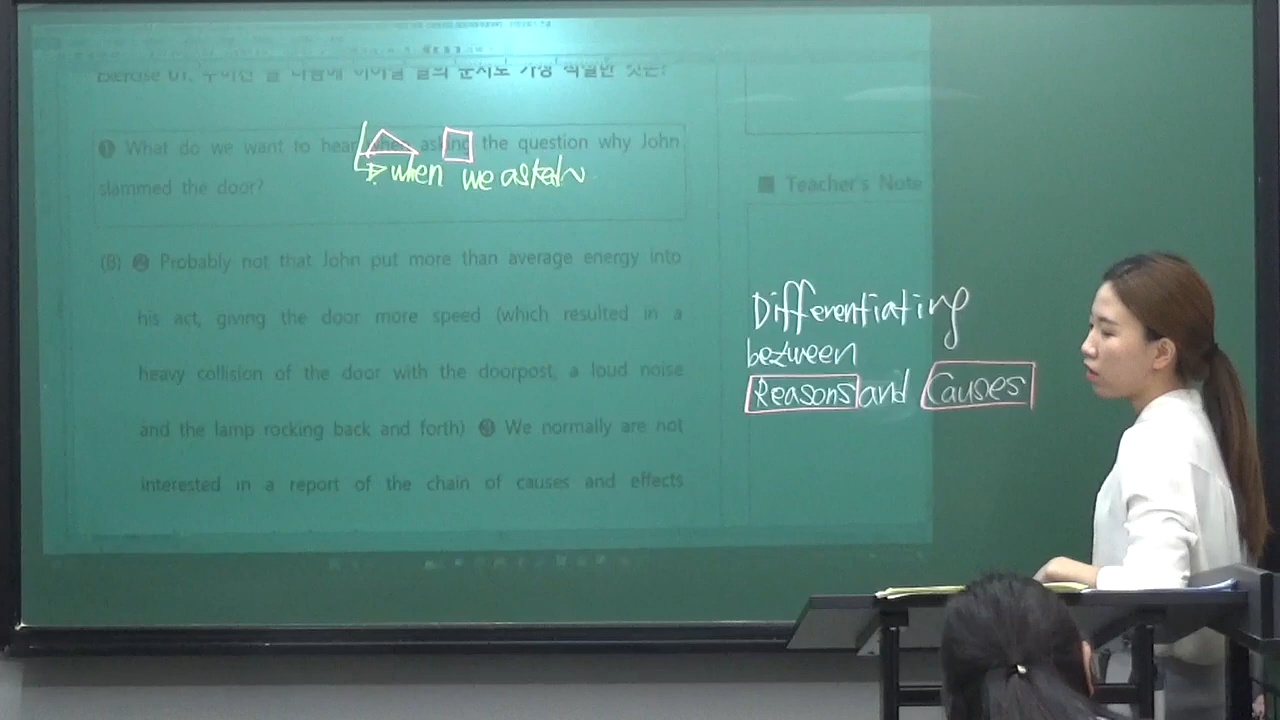 Exercise 01. 주어진 글 다음에 이어질 글의 순서로 가장 적절한 것은?
❶ What do we want to hear when asking the question why John
slammed the door?
when we asked~
(B) ❷ Probably not that John put more than average energy into
his act, giving the door more speed (which resulted in a
heavy collision of the door with the doorpost, a loud noise
and the lamp rocking back and forth) ❸ We normally are not
interested in a report of the chain of causes and effects
■ Teacher's Note
Differentiating
between
Reasons and Causes